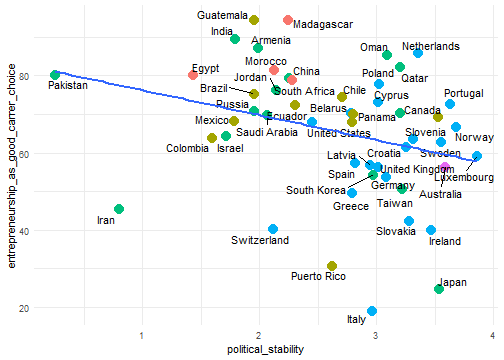 entrepreneurship_as_good_carrer_choice
80
60
40
20
Guatemala
Madagascar
India
Armenia
Oman
Netherlands
Egypt
Morocco
China
Poland
Qatar
Pakistan
Jordan
South Africa
Brazil
Chile
Cyprus
Portugal
Russia
Belarus
Canada
Mexico
Ecuador
Panama
Saudi Arabia
United States
Slovenia
Norway
Colombia
Israel
Latvia
Croatia
Sweden
Spain
United Kingdom
Luxembourg
South Korea
Germany
Australia
Iran
Greece
Taiwan
Switzerland
Slovakia
Ireland
Puerto Rico
Japan
Italy
1
2
3
4
political_stability